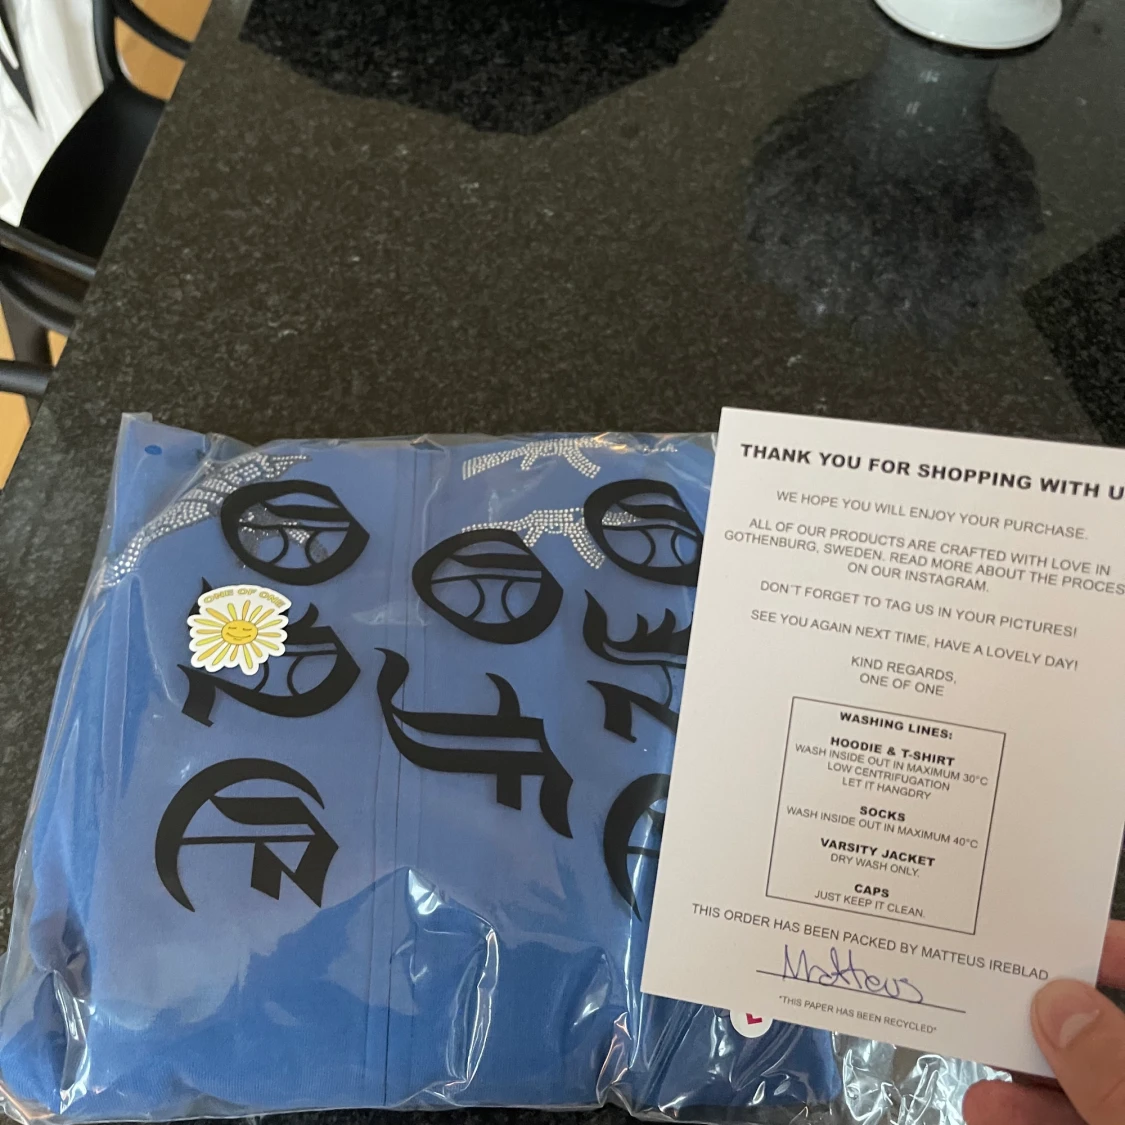 ONE OF ONE
ONE
OF
THANK YOU FOR SHOPPING WITH U
WE HOPE YOU WILL ENJOY YOUR PURCHASE.
ALL OF OUR PRODUCTS ARE CRAFTED WITH LOVE IN
GOTHENBURG, SWEDEN. READ MORE ABOUT THE PROCES
ON OUR INSTAGRAM.
DON´T FORGET TO TAG US IN YOUR PICTURES!
SEE YOU AGAIN NEXT TIME, HAVE A LOVELY DAY!
KIND REGARDS,
ONE OF ONE
WASHING LINES:
HOODIE & T-SHIRT
WASH INSIDE OUT IN MAXIMUM 30°C
LOW CENTRIFUGATION
LET IT HANGDRY
SOCKS
WASH INSIDE OUT IN MAXIMUM 40°C
VARSITY JACKET
DRY WASH ONLY.
CAPS
JUST KEEP IT CLEAN.
THIS ORDER HAS BEEN PACKED BY MATTEUS IREBLAD
Matteus
*THIS PAPER HAS BEEN RECYCLED*